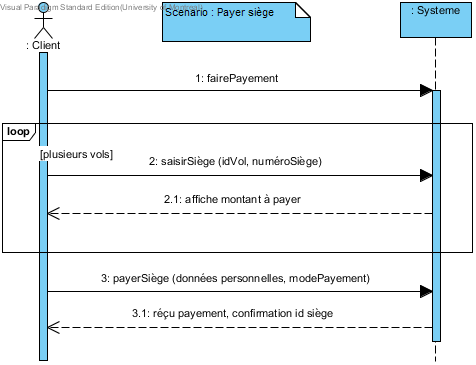 Visual Paradigm Standard Edition(University of Montreal)
Scénario : Payer siège
: Systeme
: Client
1: fairePayement
loop
[plusieurs vols]
2: saisirSiège (idVol, numéroSiège)
2.1: affiche montant à payer
3: payerSiège (données personnelles, modePayement)
3.1: réçu payement, confirmation id siège